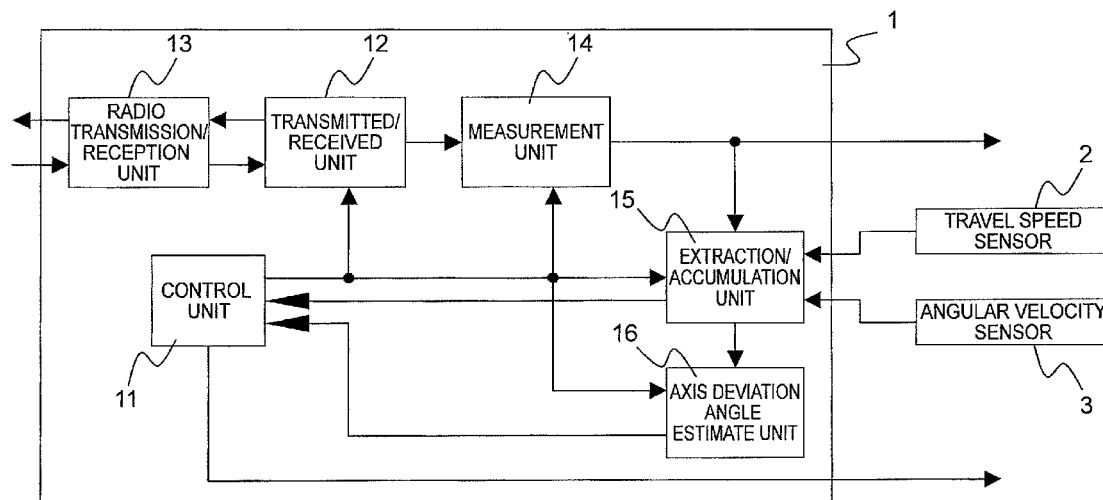 1
13
12
14
RADIO
TRANSMISSION/
RECEPTION
UNIT
TRANSMITTED/
RECEIVED
UNIT
MEASUREMENT
UNIT
2
15
TRAVEL SPEED
SENSOR
EXTRACTION/
ACCUMULATION
UNIT
CONTROL
UNIT
ANGULAR VELOCITY
SENSOR
16
11
AXIS DEVIATION
ANGLE
ESTIMATE UNIT
3